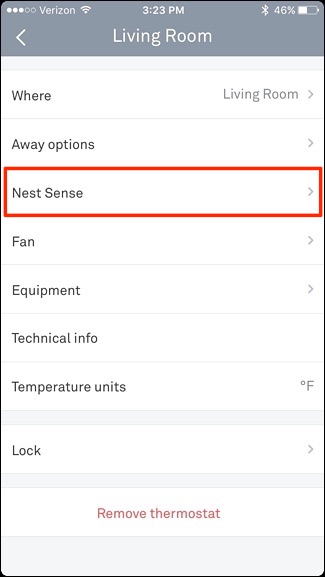 Verizon 3:23 PM 46%
Living Room
Where Living Room
Away options
Nest Sense
Fan
Equipment
Technical info
Temperature units °F
Lock
Remove thermostat